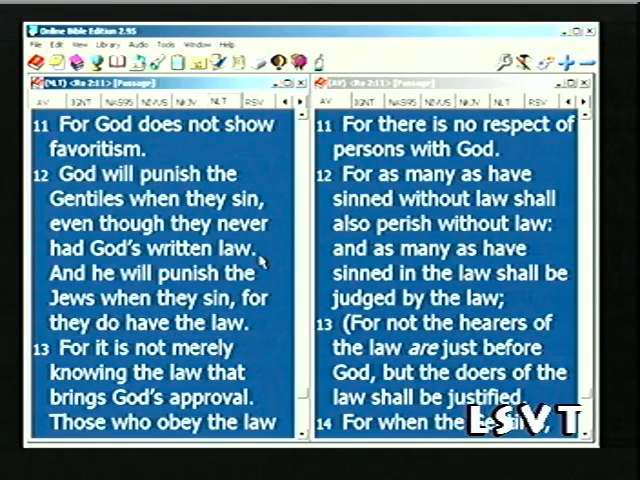 Online Bible Edition 2.95
File Edit View Library Audio Tools Window Help
(NLT) <Ro 2:11> [Passage]
AV IGNT NAS95 NIVUS NKJV NLT RSV
11 For God does not show
favoritism.
12 God will punish the
Gentiles when they sin,
even though they never
had God's written law.
And he will punish the
Jews when they sin, for
they do have the law.
13 For it is not merely
knowing the law that
brings God's approval.
Those who obey the law
(AV) <Ro 2:11> [Passage]
AV IGNT NAS95 NIVUS NKJV NLT RSV
11 For there is no respect of
persons with God.
12 For as many as have
sinned without law shall
also perish without law:
and as many as have
sinned in the law shall be
judged by the law;
13 (For not the hearers of
the law are just before
God, but the doers of the
law shall be justified.
14 For when the
LSVT